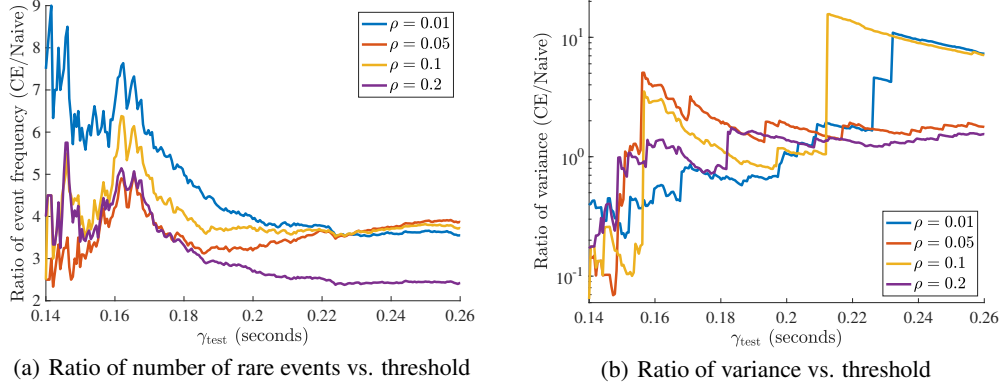 Ratio of event frequency (CE/Naive)
9
8
7
6
5
4
3
2
0.14 0.16 0.18 0.2 0.22 0.24 0.26
γtest (seconds)
ρ = 0.01
ρ = 0.05
ρ = 0.1
ρ = 0.2
(a) Ratio of number of rare events vs. threshold
Ratio of variance (CE/Naive)
10^1
10^0
10^-1
0.14 0.16 0.18 0.2 0.22 0.24 0.26
γtest (seconds)
ρ = 0.01
ρ = 0.05
ρ = 0.1
ρ = 0.2
(b) Ratio of variance vs. threshold